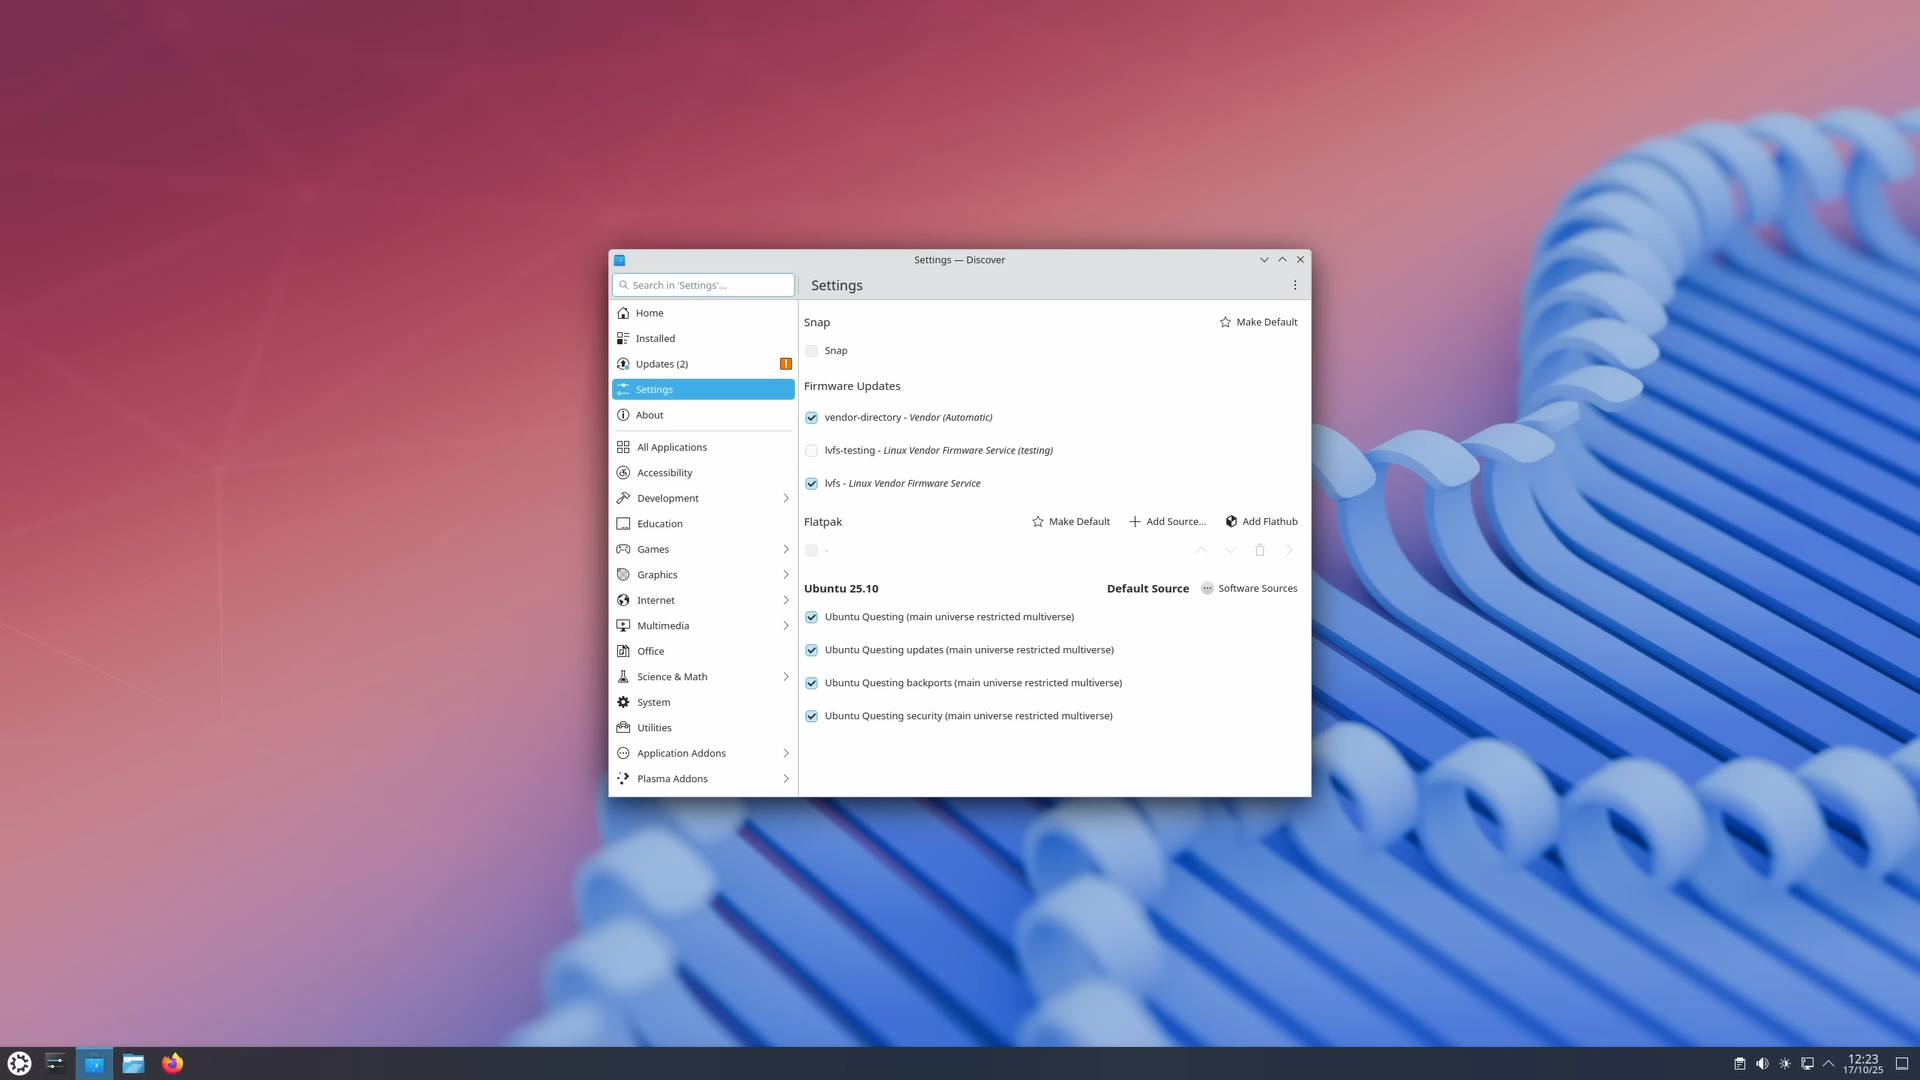 Settings — Discover
Search in 'Settings'...
Settings
Home
Installed
Updates (2)
Settings
About
All Applications
Accessibility
Development
Education
Games
Graphics
Internet
Multimedia
Office
Science & Math
System
Utilities
Application Addons
Plasma Addons
Snap
Make Default
Snap
Firmware Updates
vendor-directory - Vendor (Automatic)
lvfs-testing - Linux Vendor Firmware Service (testing)
lvfs - Linux Vendor Firmware Service
Flatpak
Make Default
Add Source...
Add Flathub
-
Ubuntu 25.10
Default Source
Software Sources
Ubuntu Questing (main universe restricted multiverse)
Ubuntu Questing updates (main universe restricted multiverse)
Ubuntu Questing backports (main universe restricted multiverse)
Ubuntu Questing security (main universe restricted multiverse)
12:23
17/10/25